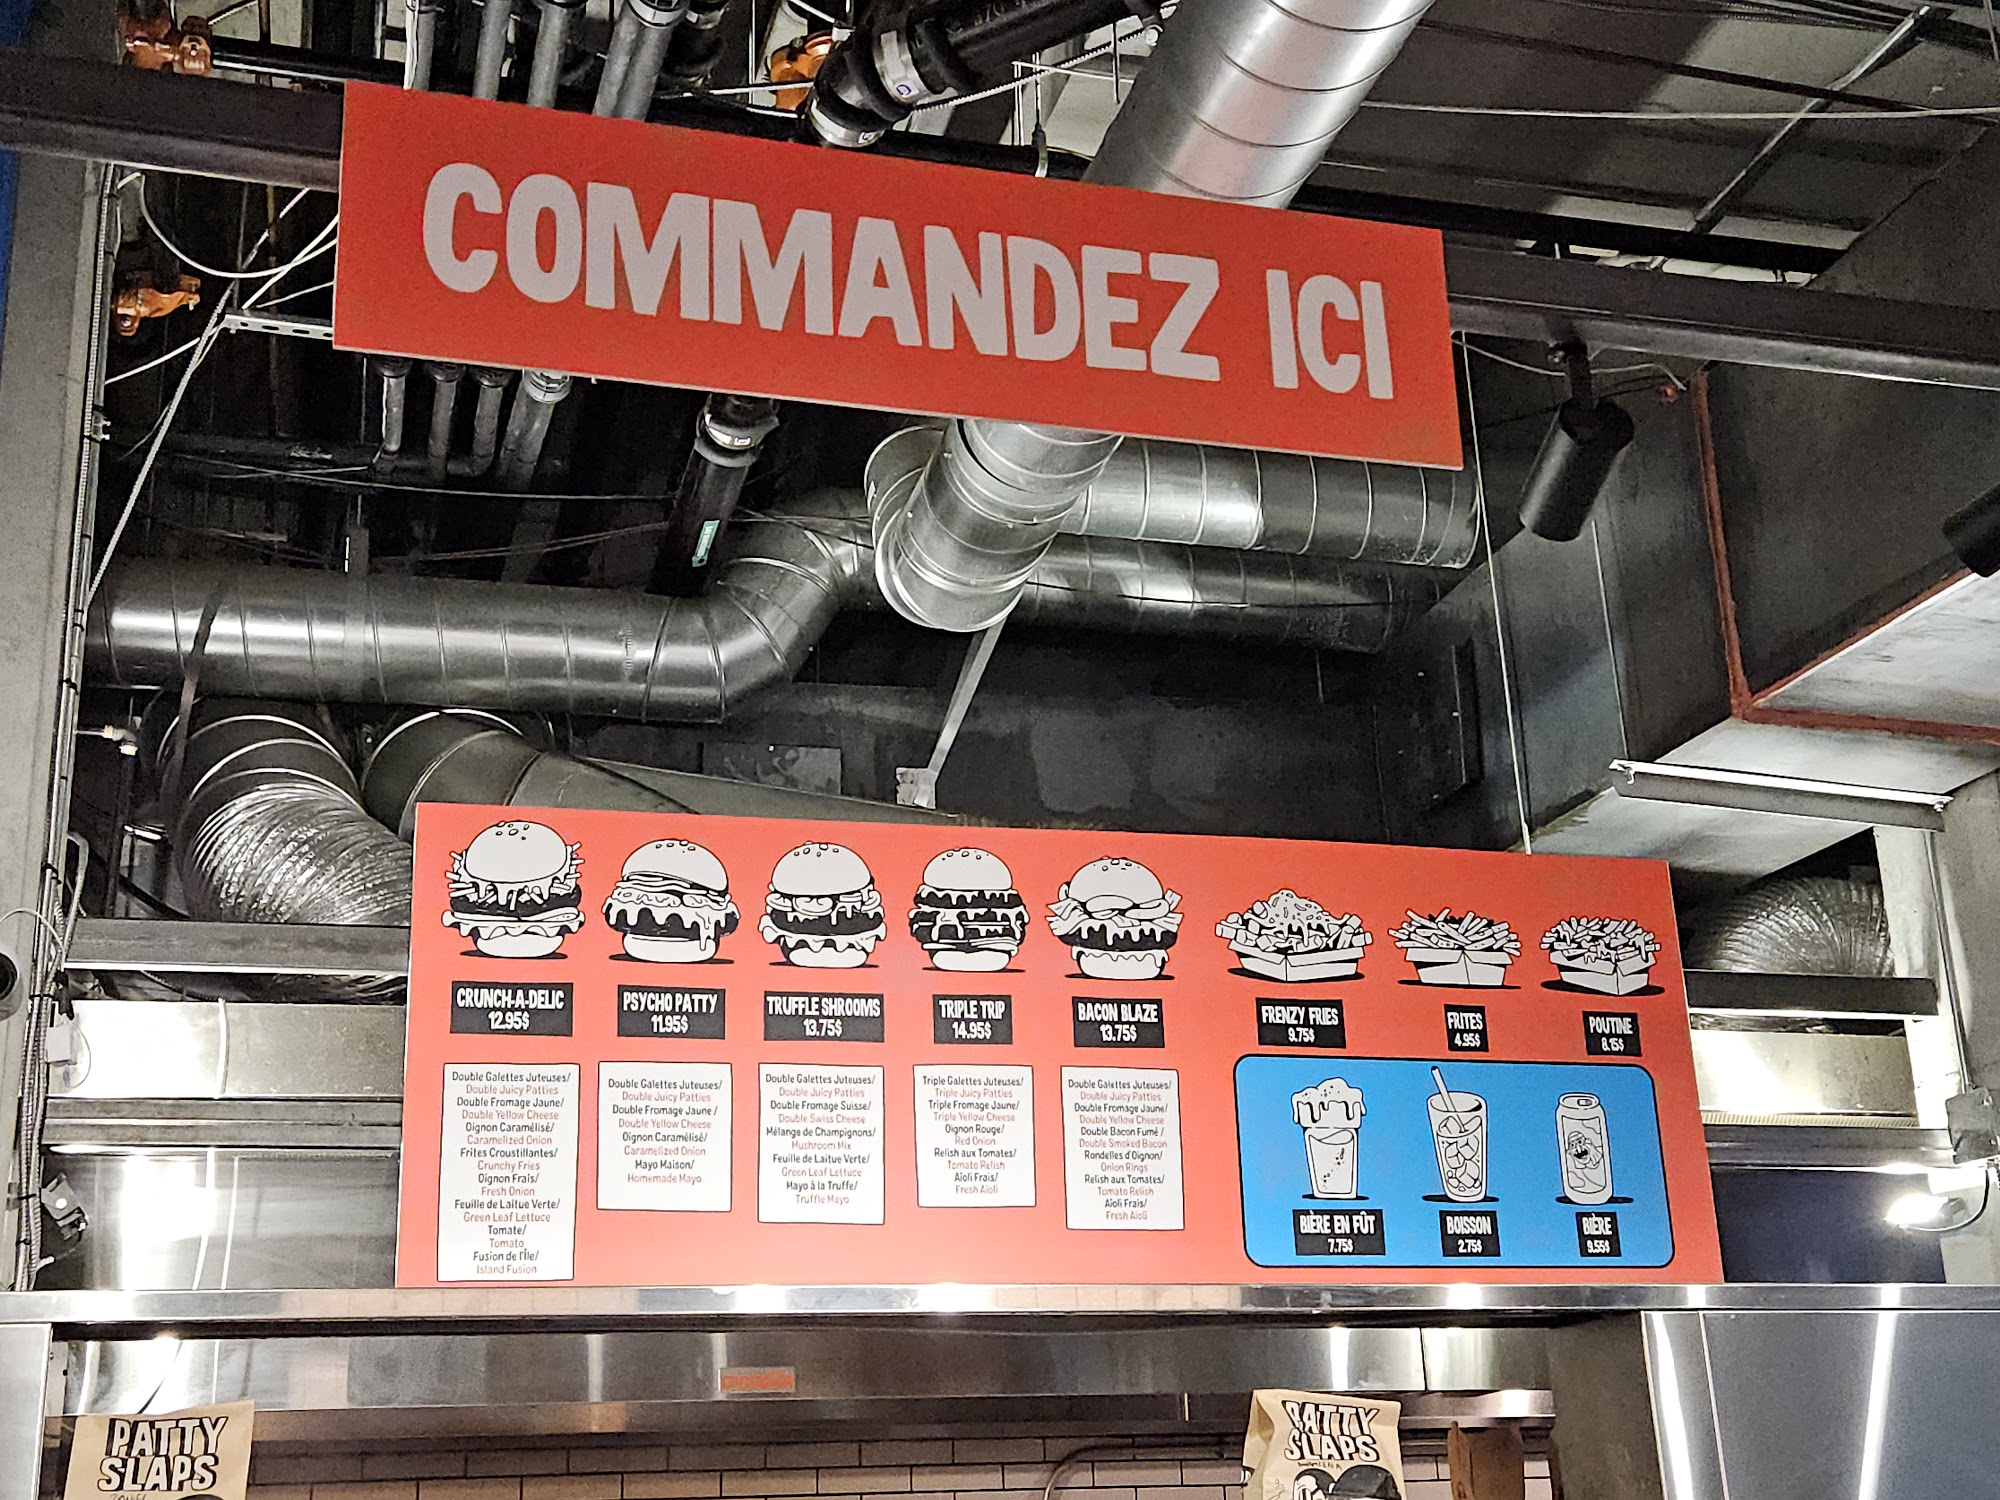 COMMANDEZ ICI
CRUNCH-A-DELIC
12.95$
PSYCHO PATTY
11.95$
TRUFFLE SHROOMS
13.75$
TRIPLE TRIP
14.95$
BACON BLAZE
13.75$
FRENZY FRIES
9.75$
FRITES
4.95$
POUTINE
8.15$
Double Galettes Juteuses/
Double Juicy Patties
Double Fromage Jaune/
Double Yellow Cheese
Oignon Caramélisé/
Caramelized Onion
Frites Croustillantes/
Crunchy Fries
Oignon Frais/
Fresh Onion
Feuille de Laitue Verte/
Green Leaf Lettuce
Tomate/
Tomato
Fusion de l'Île/
Island Fusion
Double Galettes Juteuses/
Double Juicy Patties
Double Fromage Jaune /
Double Yellow Cheese
Oignon Caramélisé/
Caramelized Onion
Mayo Maison/
Homemade Mayo
Double Galettes Juteuses/
Double Juicy Patties
Double Fromage Suisse/
Double Swiss Cheese
Mélange de Champignons/
Mushroom Mix
Feuille de Laitue Verte/
Green Leaf Lettuce
Mayo à la Truffe/
Truffle Mayo
Triple Galettes Juteuses/
Triple Juicy Patties
Triple Fromage Jaune/
Triple Yellow Cheese
Oignon Rouge/
Red Onion
Relish aux Tomates/
Tomato Relish
Aïoli Frais/
Fresh Aioli
Double Galettes Juteuses/
Double Juicy Patties
Double Fromage Jaune/
Double Yellow Cheese
Double Bacon Fumé /
Double Smoked Bacon
Rondelles d'Oignon/
Onion Rings
Relish aux Tomates/
Tomato Relish
Aïoli Frais/
Fresh Aioli
BIÈRE EN FÛT
7.75$
BOISSON
2.75$
BIÈRE
9.55$
PATTY
SLAPS
PATTY
SLAPS